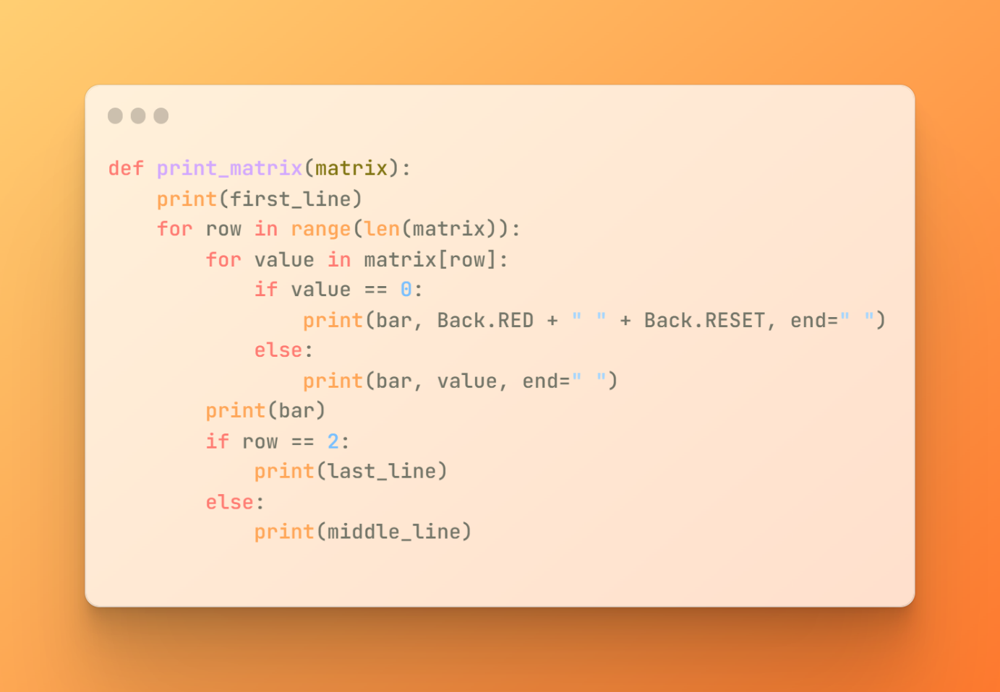 def print_matrix(matrix):
    print(first_line)
    for row in range(len(matrix)):
        for value in matrix[row]:
            if value == 0:
                print(bar, Back.RED + " " + Back.RESET, end=" ")
            else:
                print(bar, value, end=" ")
        print(bar)
        if row == 2:
            print(last_line)
        else:
            print(middle_line)